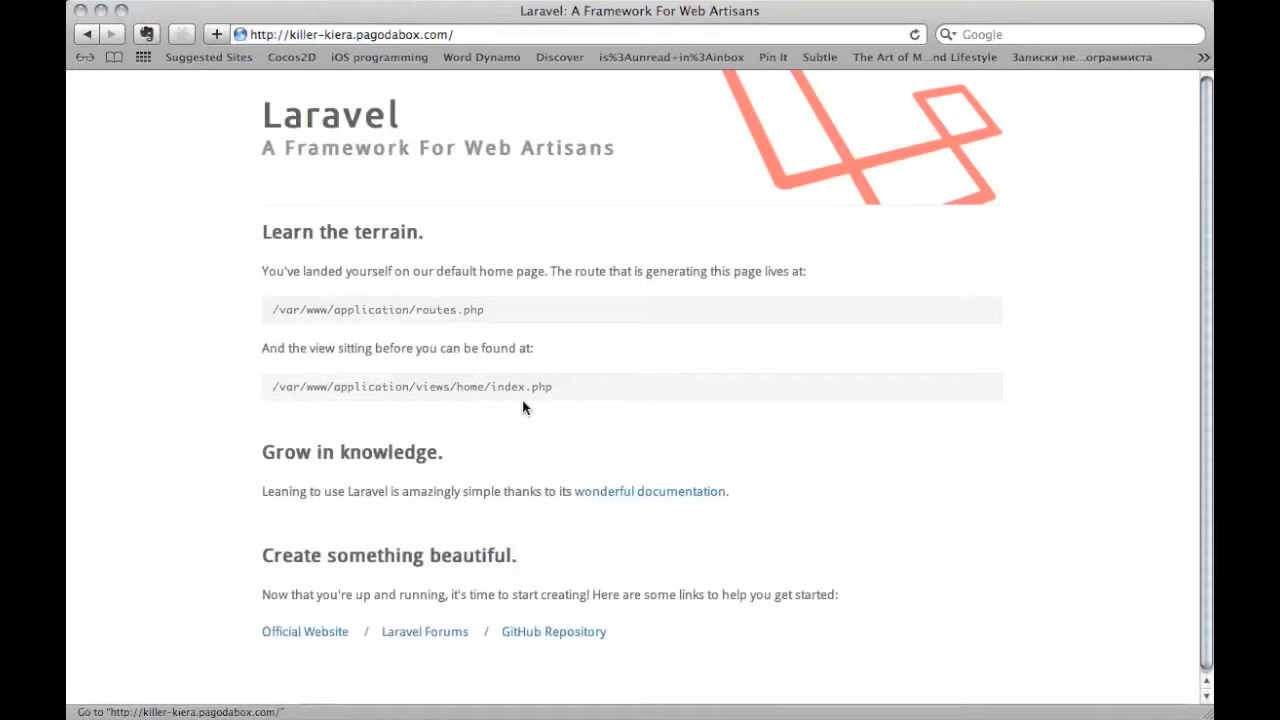 Laravel: A Framework For Web Artisans
http://killer-kiera.pagodabox.com/
Google
Suggested Sites Cocos2D iOS programming Word Dynamo Discover is%3Aunread+in%3Ainbox Pin It Subtle The Art of M...nd Lifestyle Записки не...ограммиста
Laravel
A Framework For Web Artisans
Learn the terrain.
You've landed yourself on our default home page. The route that is generating this page lives at:
/var/www/application/routes.php
And the view sitting before you can be found at:
/var/www/application/views/home/index.php
Grow in knowledge.
Leaning to use Laravel is amazingly simple thanks to its wonderful documentation.
Create something beautiful.
Now that you're up and running, it's time to start creating! Here are some links to help you get started:
Official Website / Laravel Forums / GitHub Repository
Go to "http://killer-kiera.pagodabox.com/"